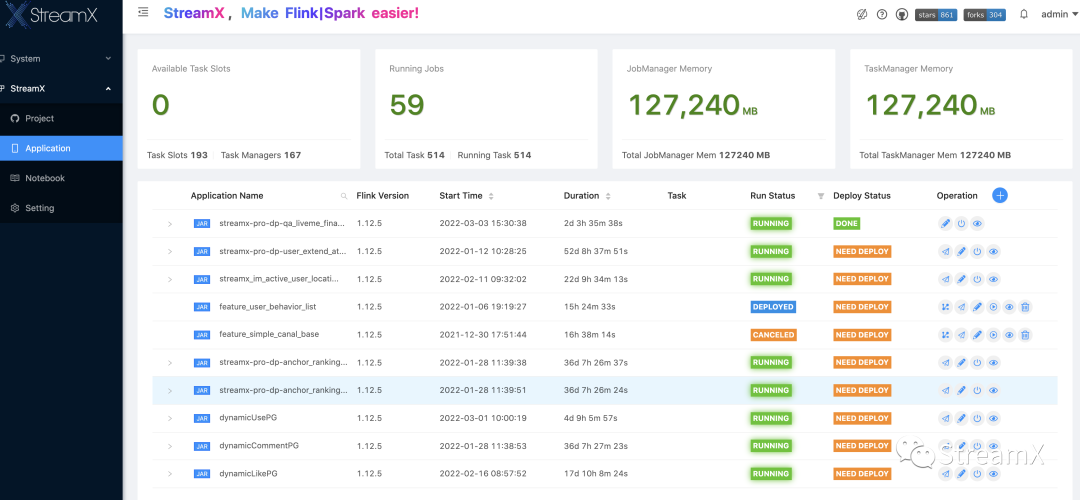 StreamX
StreamX , Make Flink|Spark easier!
stars 861 forks 304 admin
System
StreamX
Project
Application
Notebook
Setting
Available Task Slots
0
Task Slots 193 Task Managers 167
Running Jobs
59
Total Task 514 Running Task 514
JobManager Memory
127,240 MB
Total JobManager Mem 127240 MB
TaskManager Memory
127,240 MB
Total TaskManager Mem 127240 MB
Application Name Flink Version Start Time Duration Task Run Status Deploy Status Operation
JAR streamx-pro-dp-qa_liveme_fina... 1.12.5 2022-03-03 15:30:38 2d 3h 35m 38s RUNNING DONE
JAR streamx-pro-dp-user_extend_at... 1.12.5 2022-01-12 10:28:25 52d 8h 37m 51s RUNNING NEED DEPLOY
JAR streamx_im_active_user_locati... 1.12.5 2022-02-11 09:32:02 22d 9h 34m 13s RUNNING NEED DEPLOY
JAR feature_user_behavior_list 1.12.5 2022-01-06 19:19:27 15h 24m 33s DEPLOYED NEED DEPLOY
JAR feature_simple_canal_base 1.12.5 2021-12-30 17:51:44 16h 38m 14s CANCELED NEED DEPLOY
JAR streamx-pro-dp-anchor_ranking... 1.12.5 2022-01-28 11:39:38 36d 7h 26m 37s RUNNING NEED DEPLOY
JAR streamx-pro-dp-anchor_ranking... 1.12.5 2022-01-28 11:39:51 36d 7h 26m 24s RUNNING NEED DEPLOY
JAR dynamicUsePG 1.12.5 2022-03-01 10:00:19 4d 9h 5m 57s RUNNING NEED DEPLOY
JAR dynamicCommentPG 1.12.5 2022-01-28 11:38:53 36d 7h 27m 23s RUNNING NEED DEPLOY
JAR dynamicLikePG 1.12.5 2022-02-16 08:57:52 17d 10h 8m 24s RUNNING NEED DEPLOY
StreamX